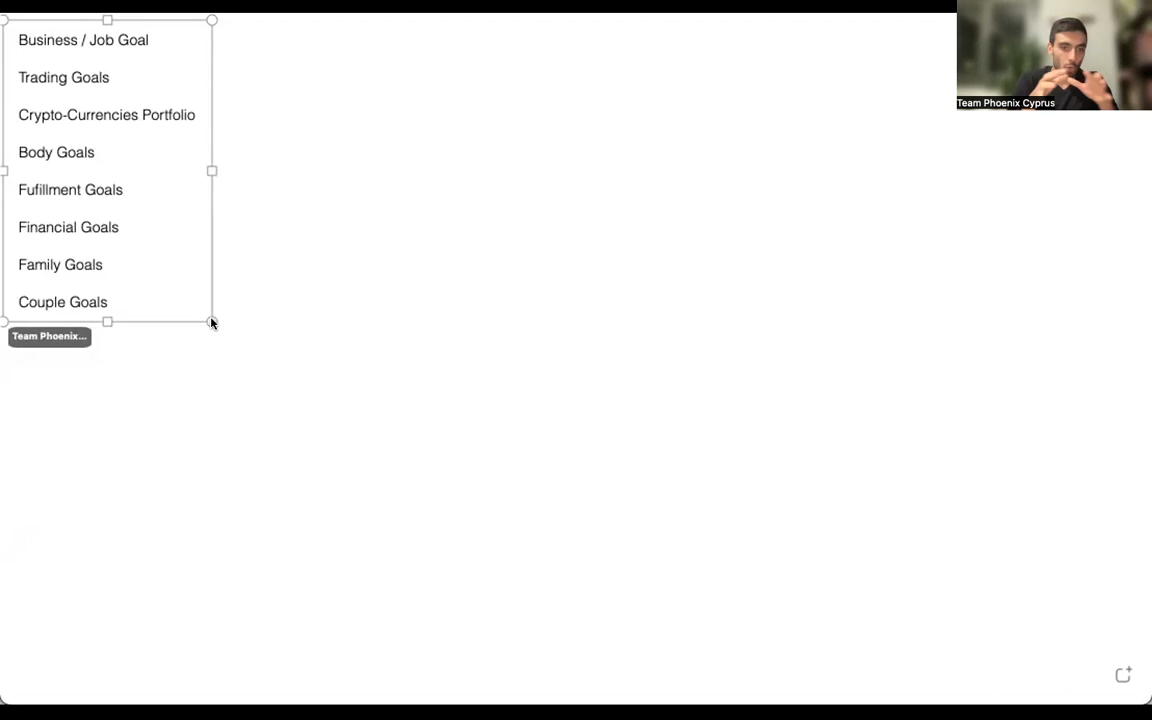 Business / Job Goal
Trading Goals
Crypto-Currencies Portfolio
Body Goals
Fufillment Goals
Financial Goals
Family Goals
Couple Goals
Team Phoenix...
Team Phoenix Cyprus